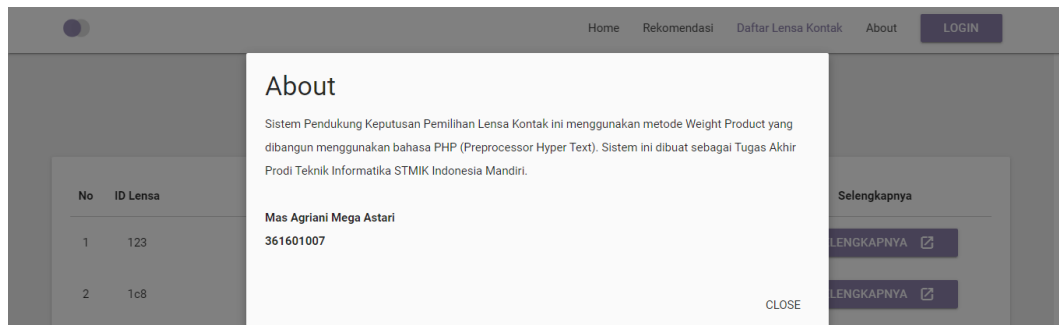 Home Rekomendasi Daftar Lensa Kontak About LOGIN
About
Sistem Pendukung Keputusan Pemilihan Lensa Kontak ini menggunakan metode Weight Product yang
dibangun menggunakan bahasa PHP (Preprocessor Hyper Text). Sistem ini dibuat sebagai Tugas Akhir
Prodi Teknik Informatika STMIK Indonesia Mandiri.
Mas Agriani Mega Astari
361601007
CLOSE
No ID Lensa Selengkapnya
1 123 LENGKAPNYA
2 1c8 LENGKAPNYA